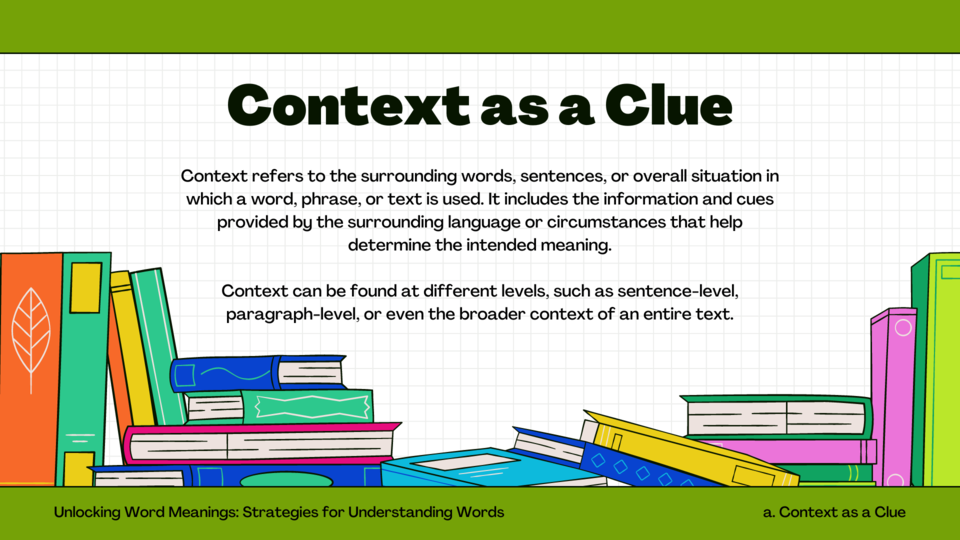 Context as a Clue
Context refers to the surrounding words, sentences, or overall situation in
which a word, phrase, or text is used. It includes the information and cues
provided by the surrounding language or circumstances that help
determine the intended meaning.
Context can be found at different levels, such as sentence-level,
paragraph-level, or even the broader context of an entire text.
Unlocking Word Meanings: Strategies for Understanding Words
a. Context as a Clue